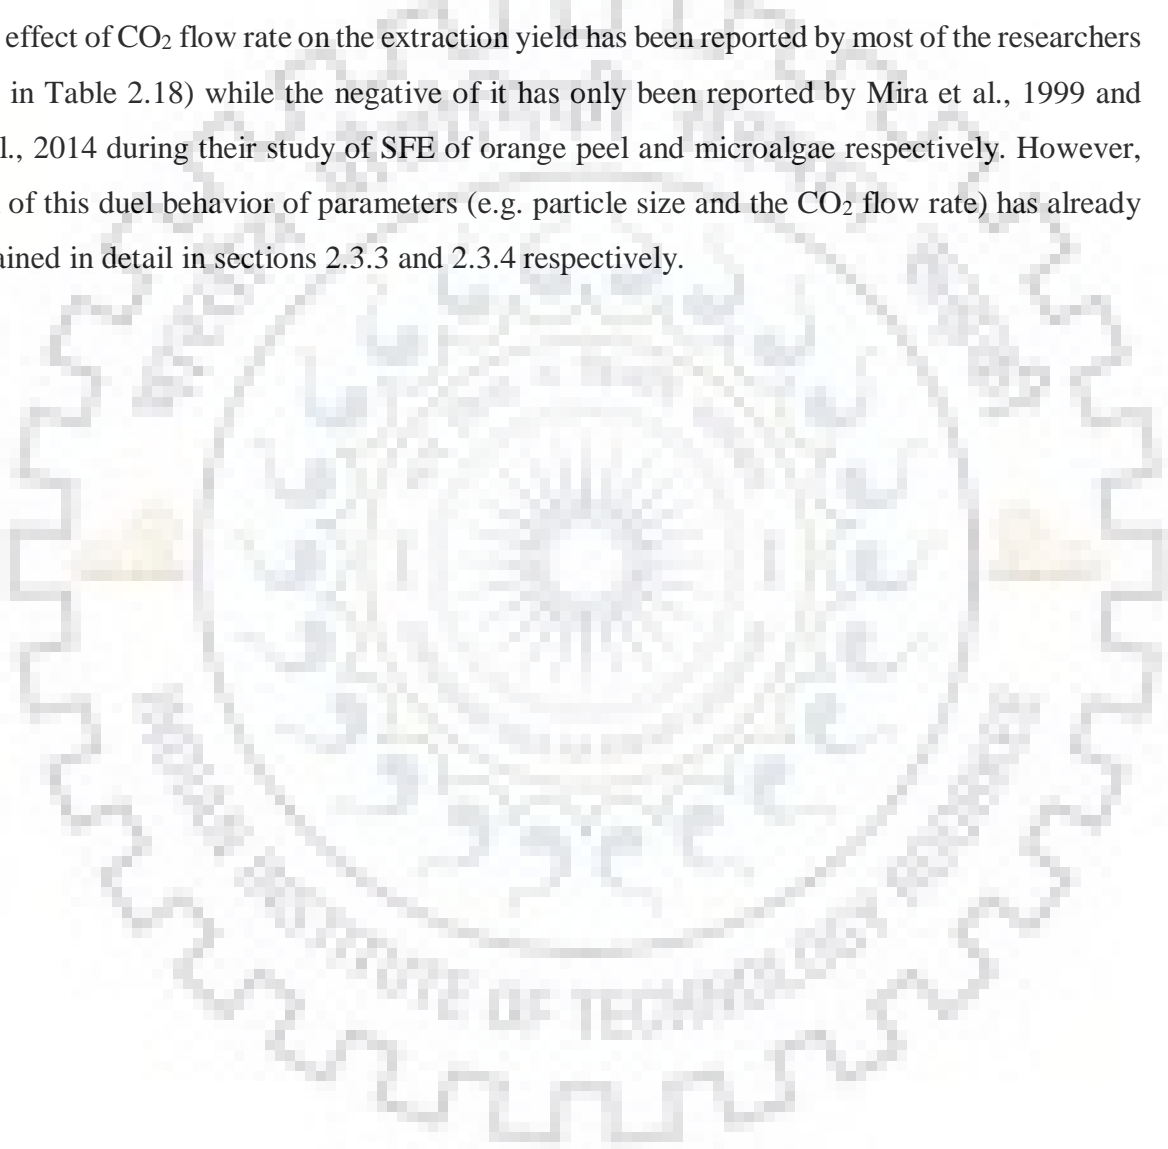 effect of CO₂ flow rate on the extraction yield has been reported by most of the researchers
in Table 2.18) while the negative of it has only been reported by Mira et al., 1999 and
2014 during their study of SFE of orange peel and microalgae respectively. However,
of this duel behavior of parameters (e.g. particle size and the CO₂ flow rate) has already
in detail in sections 2.3.3 and 2.3.4 respectively.
INSTITUTE OF TECHNOLOGY ROORKEE